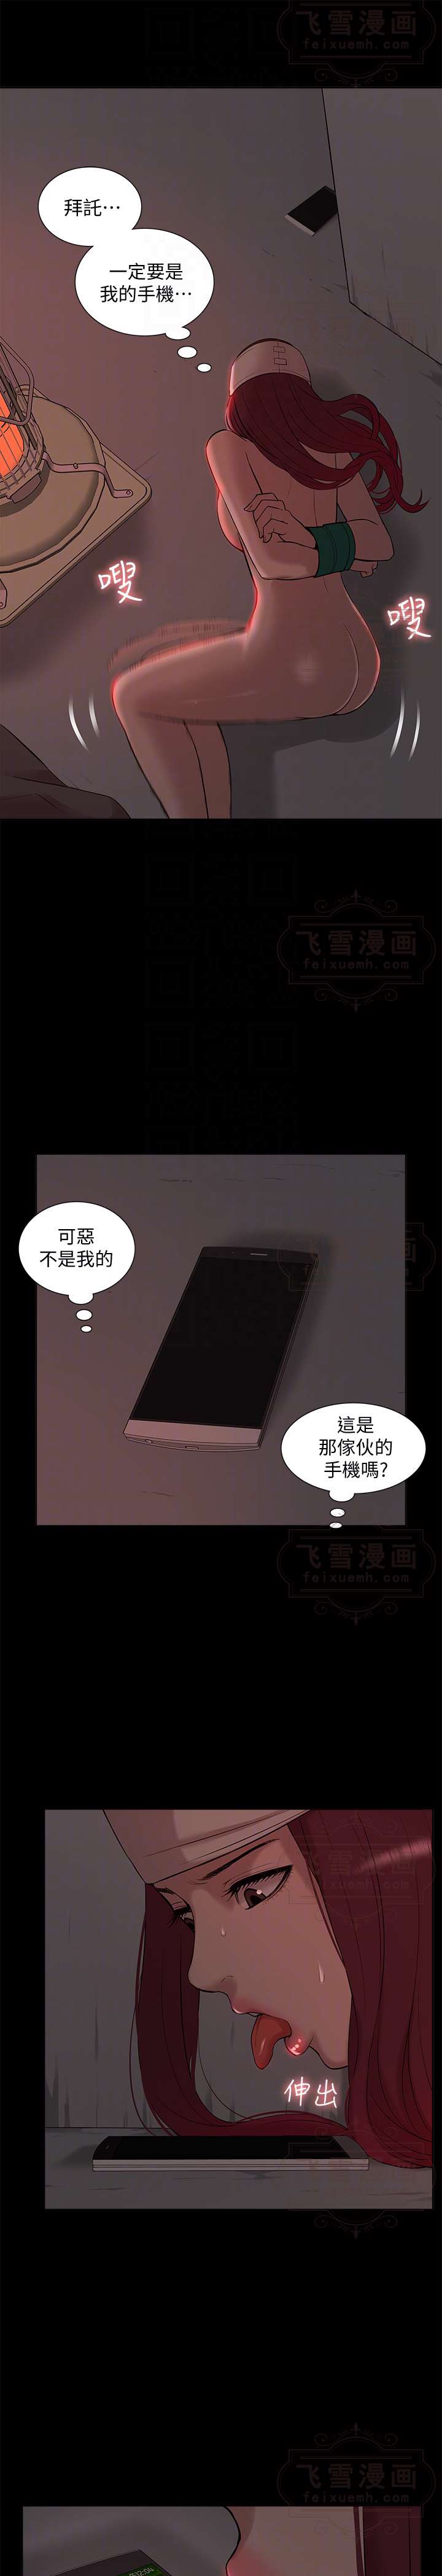 飞雪漫画
feixuemh.com
拜託…
一定要是
我的手機…
嗖
嗖
飞雪漫画
feixuemh.com
可惡
不是我的
這是
那傢伙的
手機嗎?
飞雪漫画
feixuemh.com
伸出
飞雪漫画
feixuemh.com